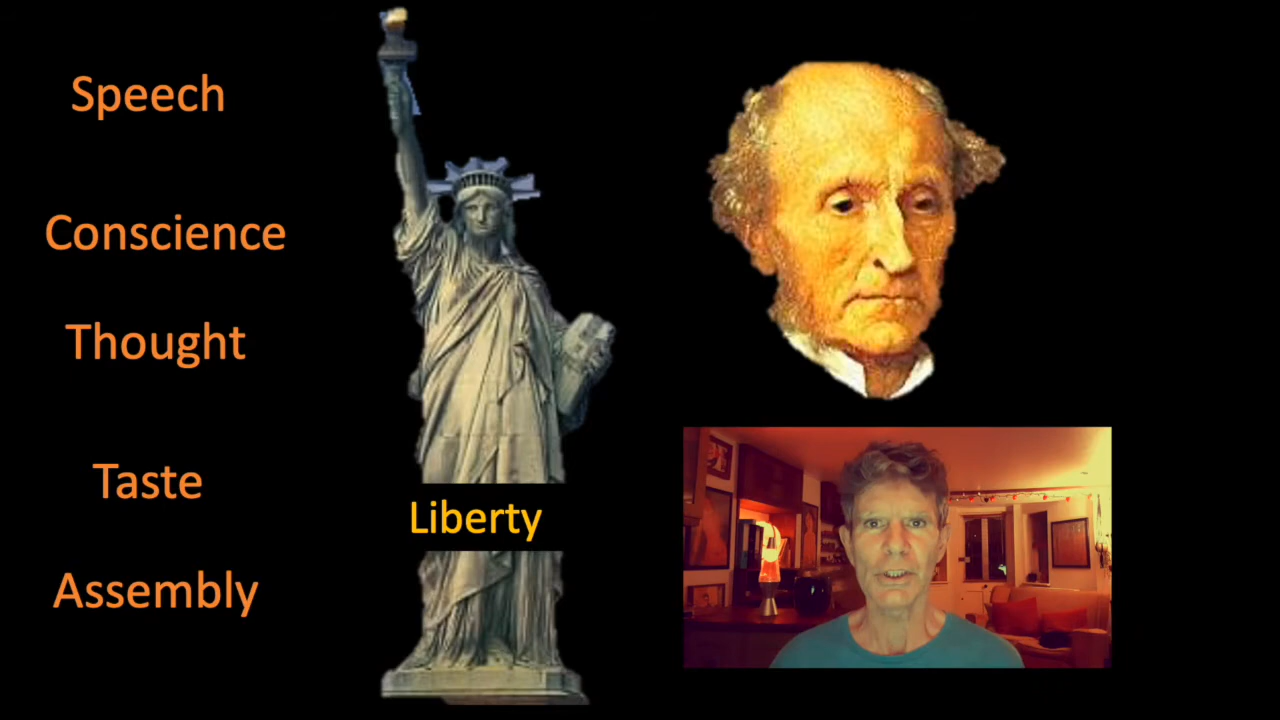 Speech
Conscience
Thought
Taste
Assembly
Liberty